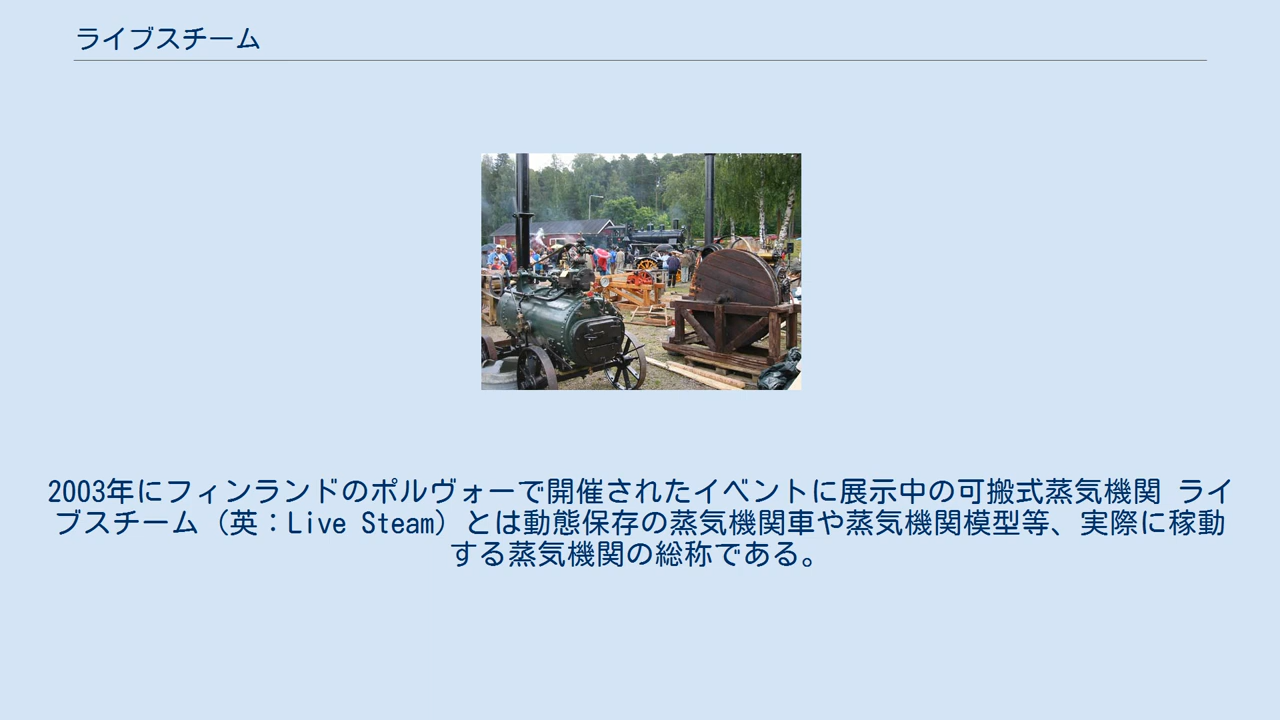 ライブスチーム
2003年にフィンランドのポルヴォーで開催されたイベントに展示中の可搬式蒸気機関 ライ
ブスチーム（英：Live Steam）とは動態保存の蒸気機関車や蒸気機関模型等、実際に稼動
する蒸気機関の総称である。